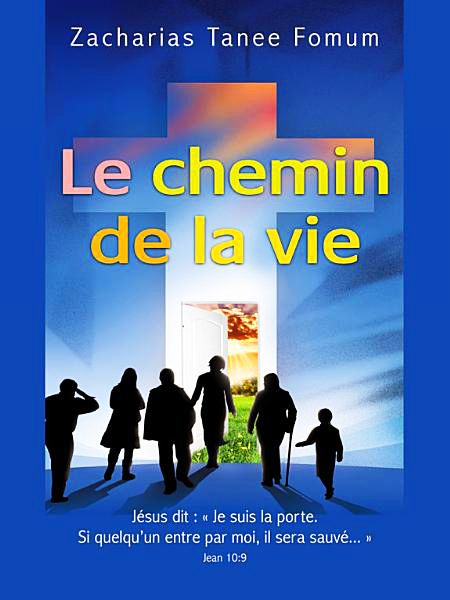 Zacharias Tanee Fomum
Le chemin
de la vie
Jésus dit : « Je suis la porte.
Si quelqu'un entre par moi, il sera sauvé... »
Jean 10:9